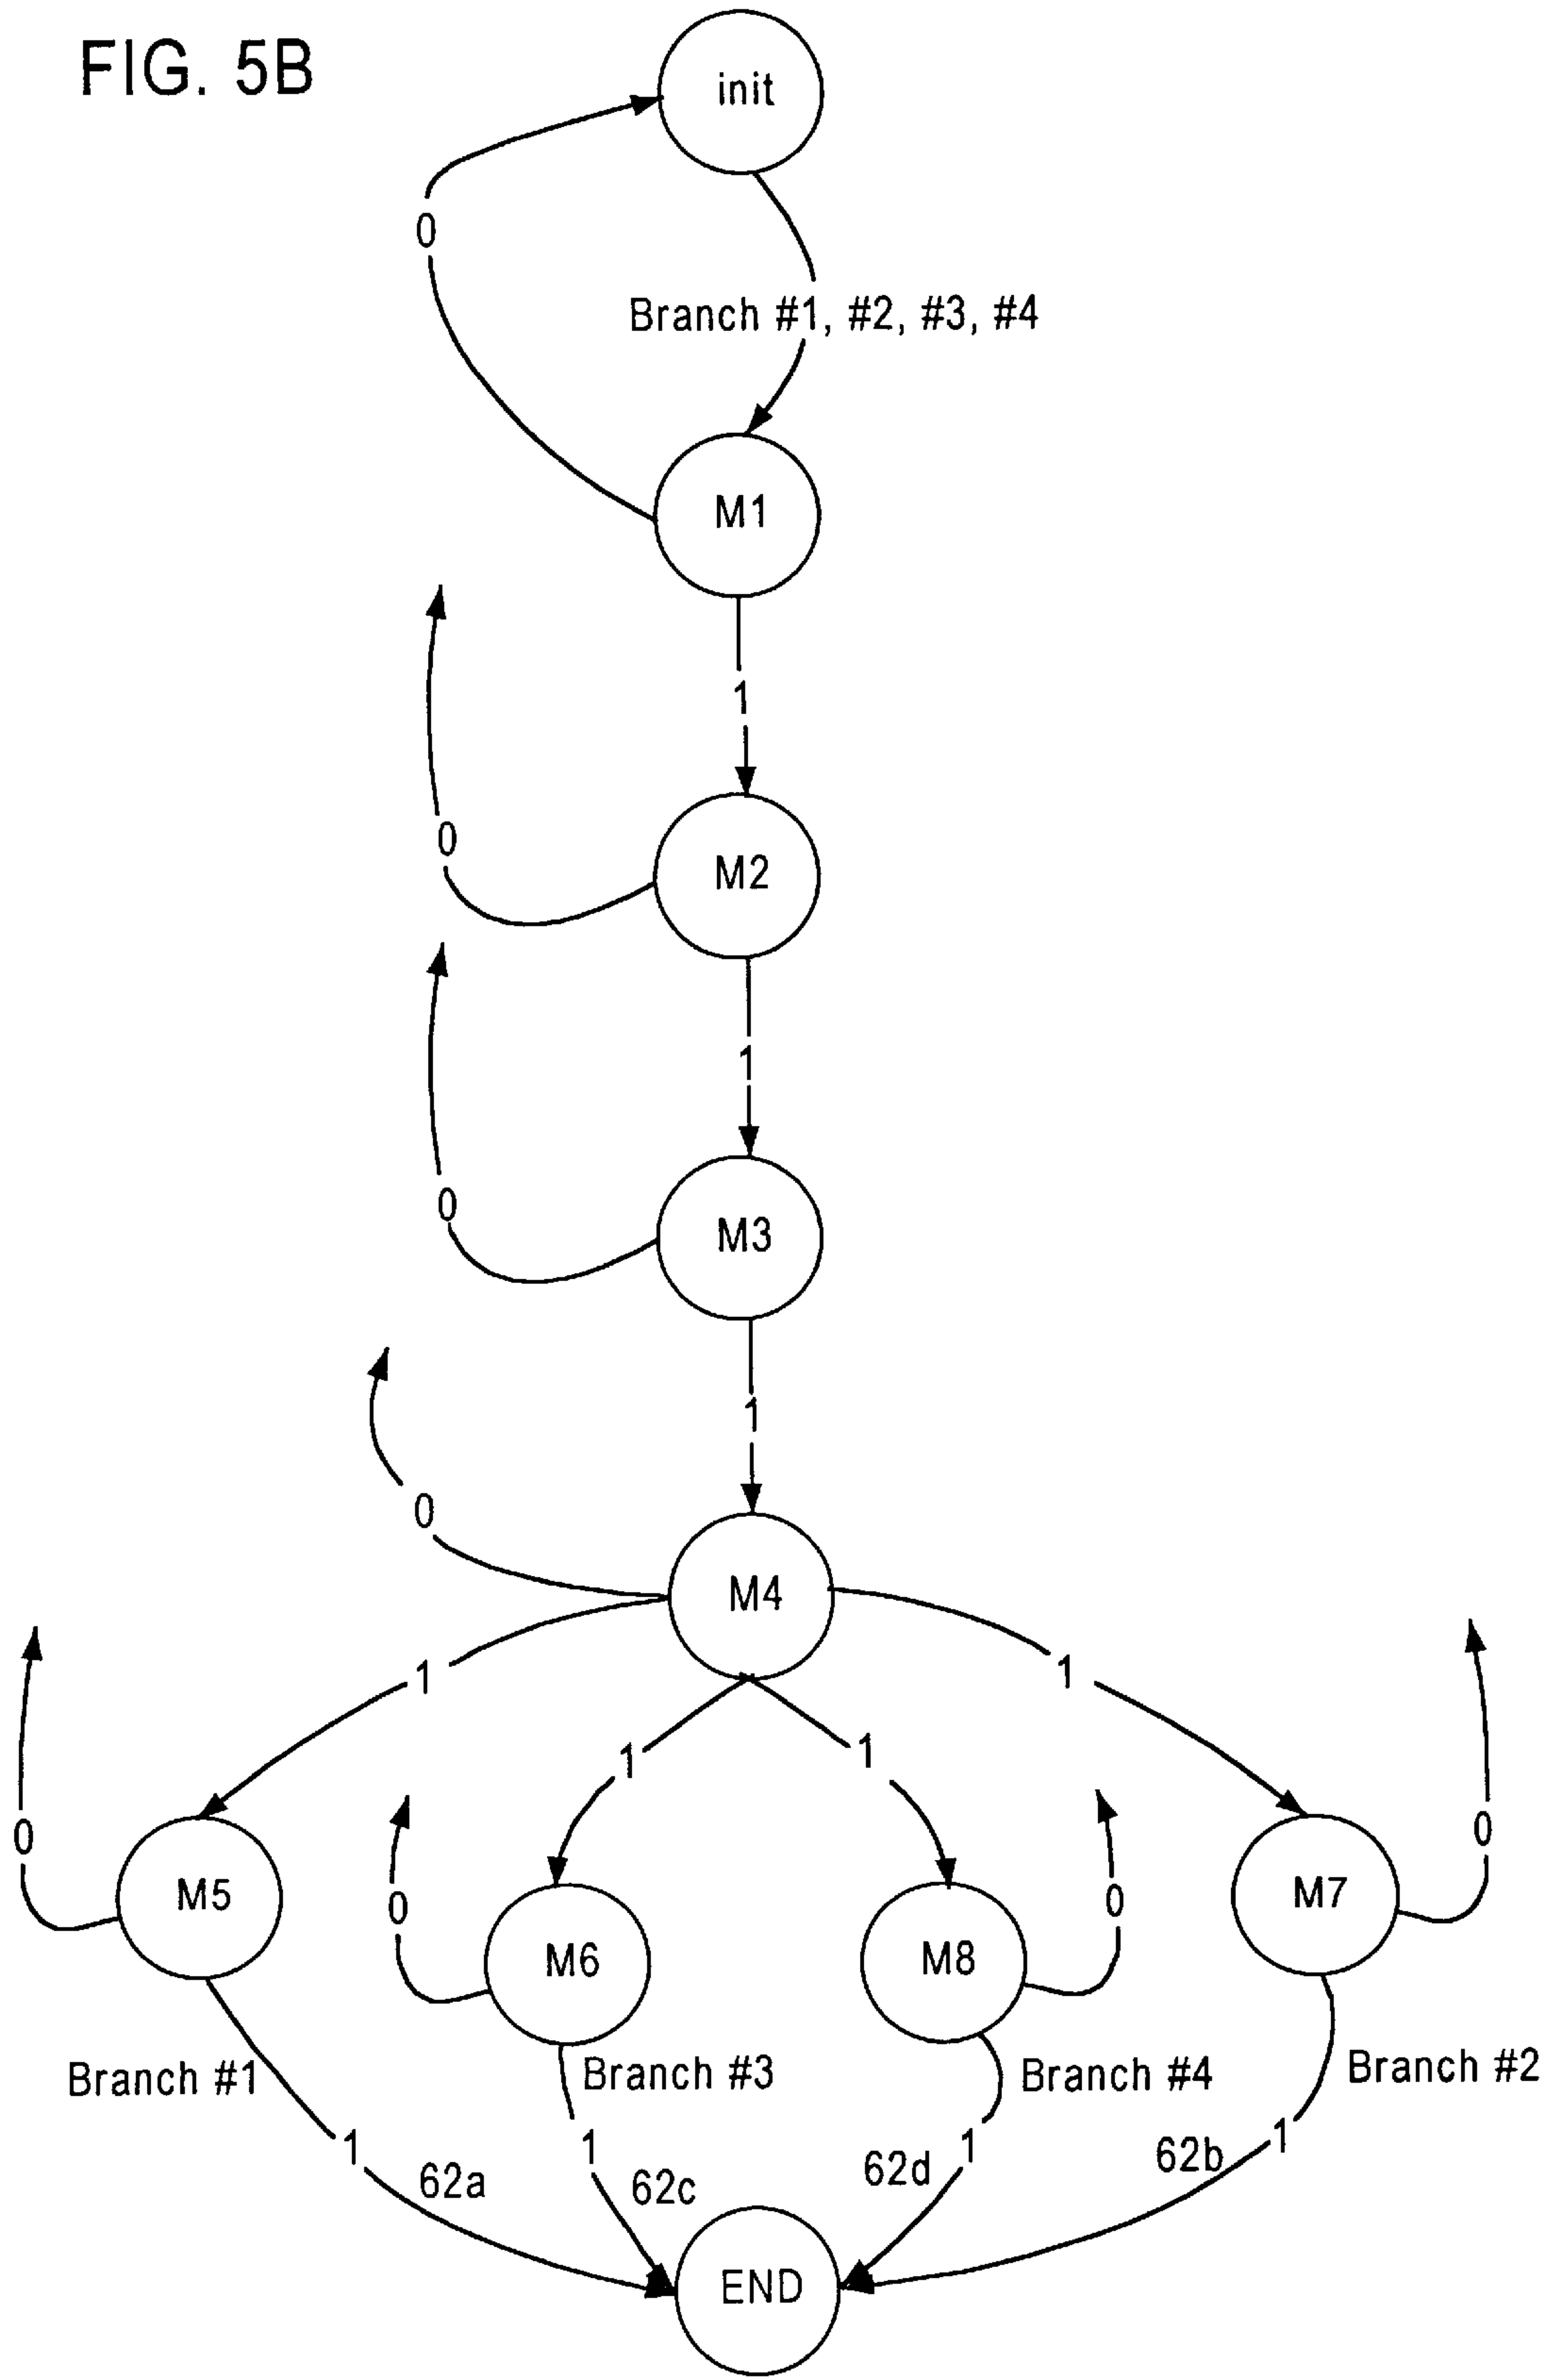 FIG. 5B
init
0
Branch #1, #2, #3, #4
M1
1
0
M2
1
0
M3
1
0
M4
1
1
1
1
0
0
0
0
M5
M6
M8
M7
Branch #1
Branch #3
Branch #4
Branch #2
1
1
1
1
62a
62c
62d
62b
END